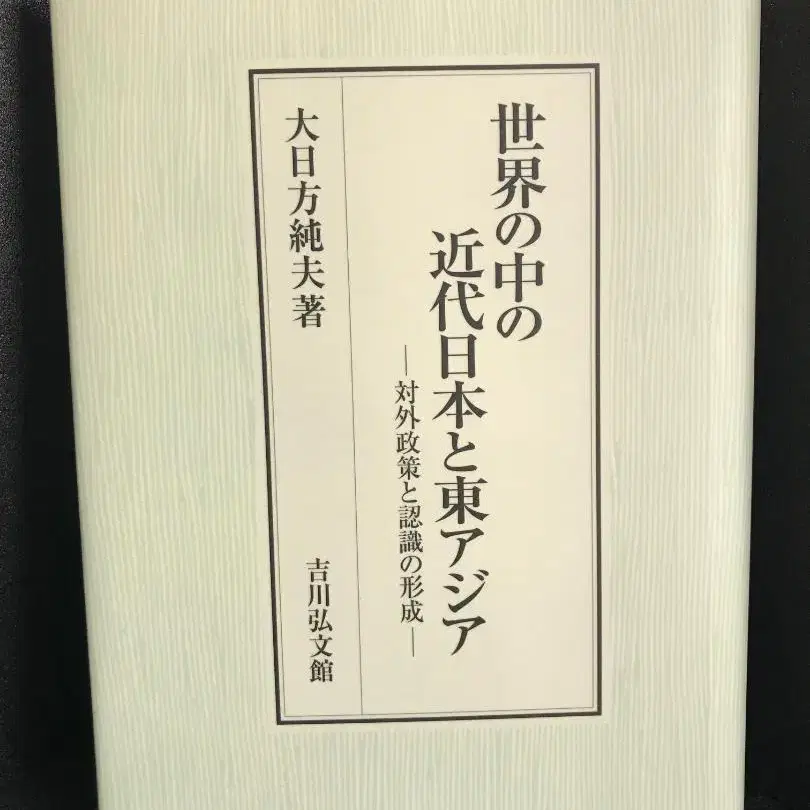 世界の中の
近代日本と東アジア
―対外政策と認識の形成―
大日方純夫著
吉川弘文館